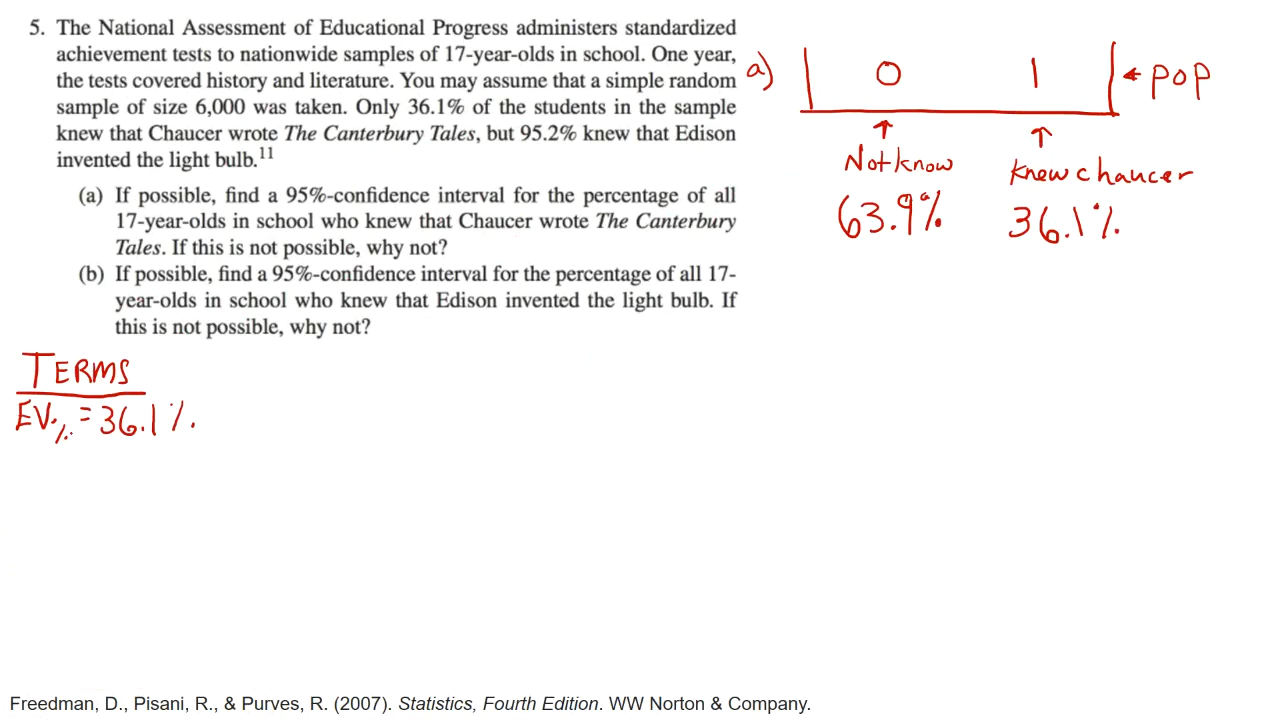 5. The National Assessment of Educational Progress administers standardized
achievement tests to nationwide samples of 17-year-olds in school. One year,
the tests covered history and literature. You may assume that a simple random
sample of size 6,000 was taken. Only 36.1% of the students in the sample
knew that Chaucer wrote The Canterbury Tales, but 95.2% knew that Edison
invented the light bulb.11
(a) If possible, find a 95%-confidence interval for the percentage of all
17-year-olds in school who knew that Chaucer wrote The Canterbury
Tales. If this is not possible, why not?
(b) If possible, find a 95%-confidence interval for the percentage of all 17-
year-olds in school who knew that Edison invented the light bulb. If
this is not possible, why not?
a) 0 1 ← POP
↑ ↑
Not know Knew chaucer
63.9% 36.1%
TERMS
EV% = 36.1%
Freedman, D., Pisani, R., & Purves, R. (2007). Statistics, Fourth Edition. WW Norton & Company.